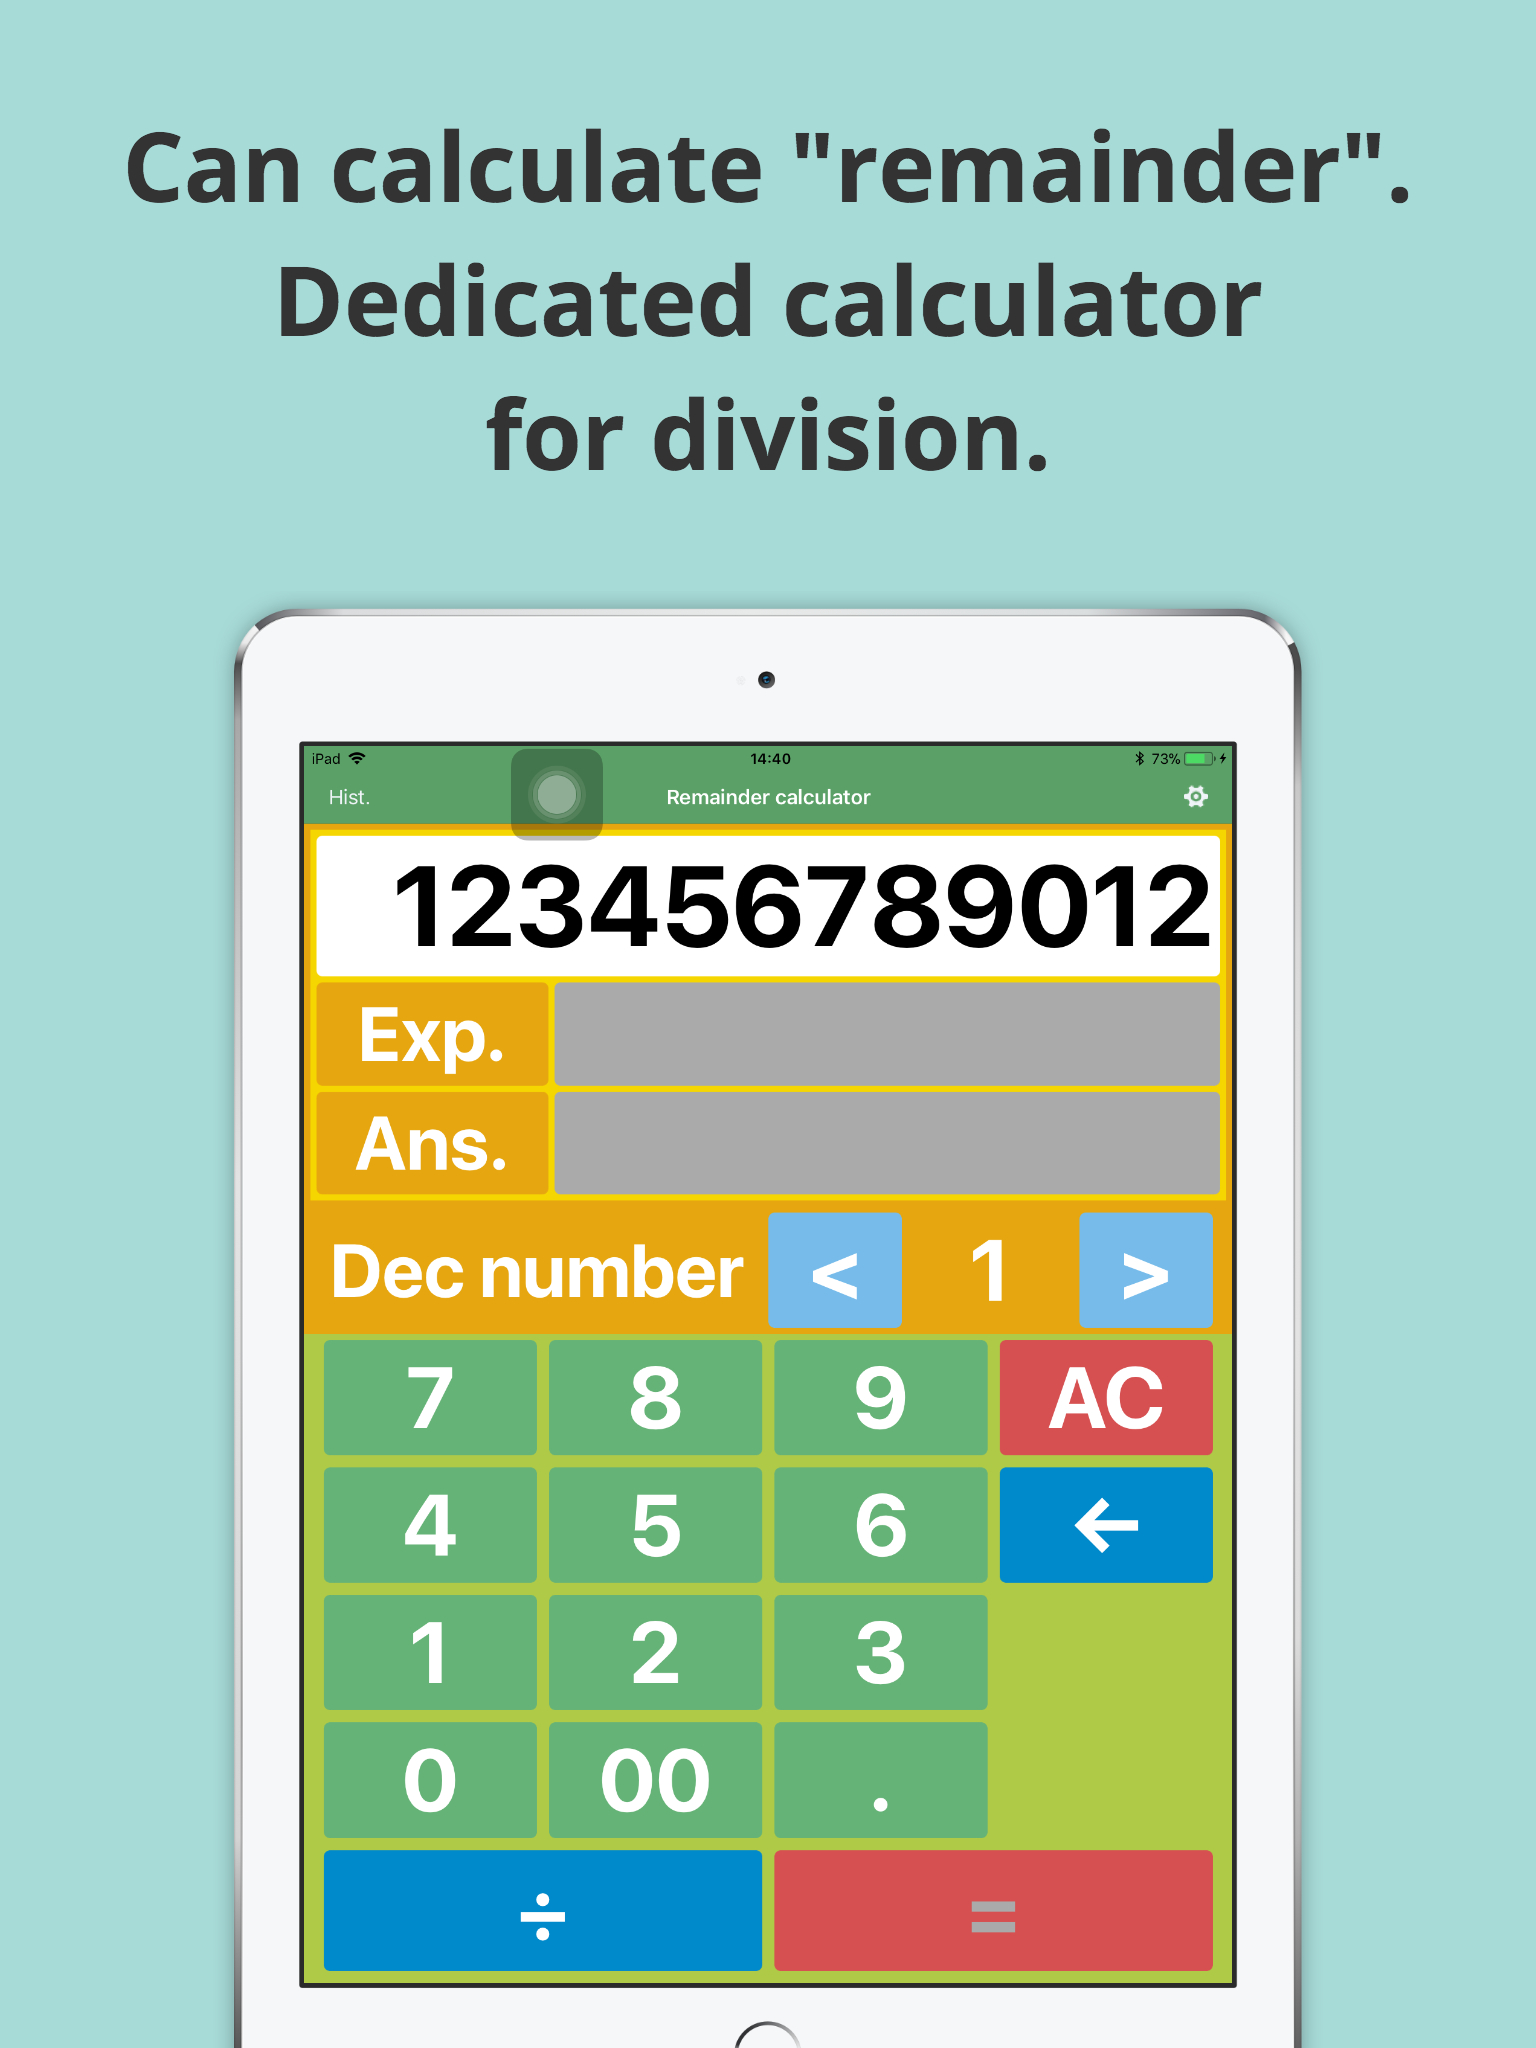 Can calculate "remainder".
Dedicated calculator
for division.
iPad 14:40 73%
Hist. Remainder calculator
123456789012
Exp.
Ans.
Dec number < 1 >
7 8 9 AC
4 5 6 ←
1 2 3
0 00 .
÷ =